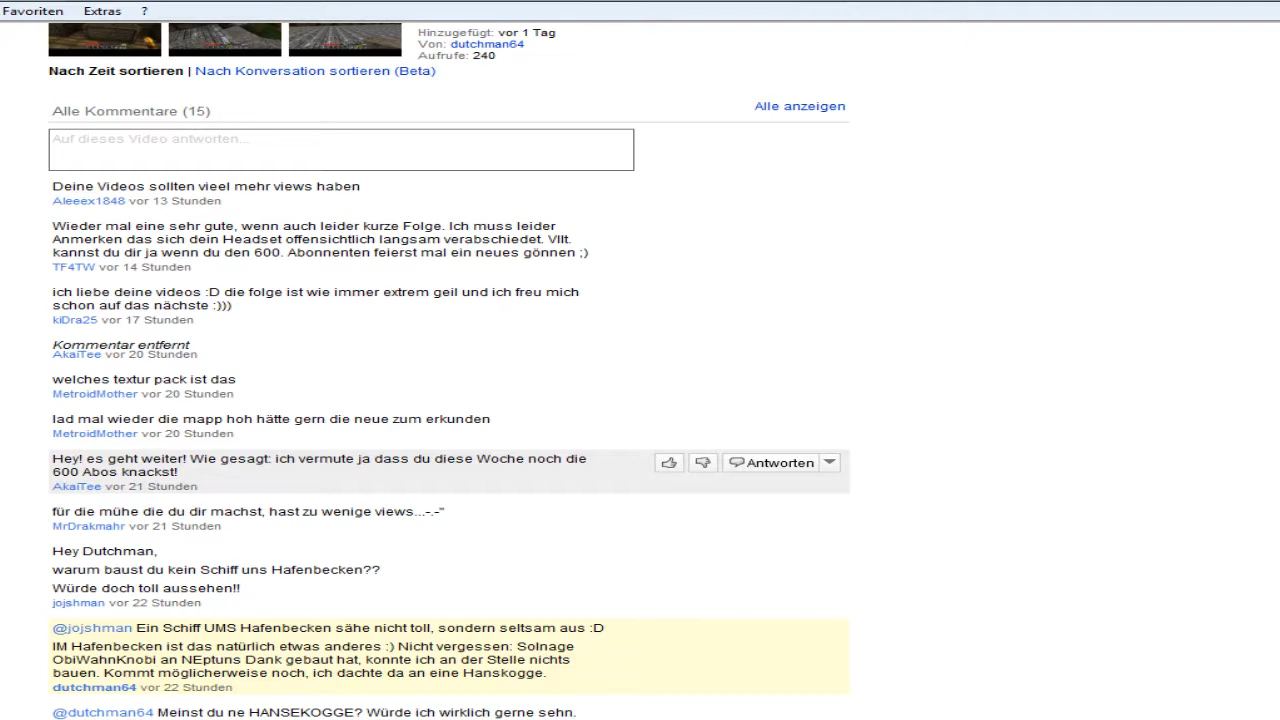 Favoriten Extras ?
Hinzugefügt: vor 1 Tag
Von: dutchman64
Aufrufe: 240
Nach Zeit sortieren | Nach Konversation sortieren (Beta)
Alle Kommentare (15) Alle anzeigen
Auf dieses Video antworten...
Deine Videos sollten vieel mehr views haben
Aleeex1848 vor 13 Stunden
Wieder mal eine sehr gute, wenn auch leider kurze Folge. Ich muss leider
Anmerken das sich dein Headset offensichtlich langsam verabschiedet. Vllt.
kannst du dir ja wenn du den 600. Abonnenten feierst mal ein neues gönnen ;)
TF4TW vor 14 Stunden
ich liebe deine videos :D die folge ist wie immer extrem geil und ich freu mich
schon auf das nächste :)))
kiDra25 vor 17 Stunden
Kommentar entfernt
AkaiTee vor 20 Stunden
welches textur pack ist das
MetroidMother vor 20 Stunden
lad mal wieder die mapp hoh hätte gern die neue zum erkunden
MetroidMother vor 20 Stunden
Hey! es geht weiter! Wie gesagt: ich vermute ja dass du diese Woche noch die
600 Abos knackst!
Antworten
AkaiTee vor 21 Stunden
für die mühe die du dir machst, hast zu wenige views...-.-"
MrDrakmahr vor 21 Stunden
Hey Dutchman,
warum baust du kein Schiff uns Hafenbecken??
Würde doch toll aussehen!!
jojshman vor 22 Stunden
@jojshman Ein Schiff UMS Hafenbecken sähe nicht toll, sondern seltsam aus :D
IM Hafenbecken ist das natürlich etwas anderes :) Nicht vergessen: Solnage
ObiWahnKnobi an NEptuns Dank gebaut hat, konnte ich an der Stelle nichts
bauen. Kommt möglicherweise noch, ich dachte da an eine Hanskogge.
dutchman64 vor 22 Stunden
@dutchman64 Meinst du ne HANSEKOGGE? Würde ich wirklich gerne sehn.